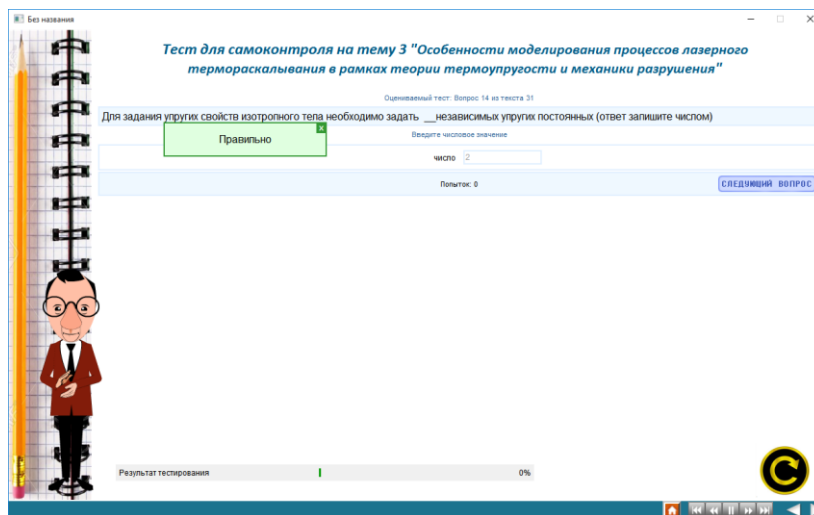 Без названия
Тест для самоконтроля на тему 3 "Особенности моделирования процессов лазерного
термораскалывания в рамках теории термоупругости и механики разрушения"
Оцениваемый тест: Вопрос 14 из текста 31
Для задания упругих свойств изотропного тела необходимо задать __независимых упругих постоянных (ответ запишите числом)
Правильно
x
Введите числовое значение
число 2
Попыток: 0
СЛЕДУЮЩИЙ ВОПРОС
Результат тестирования
0%